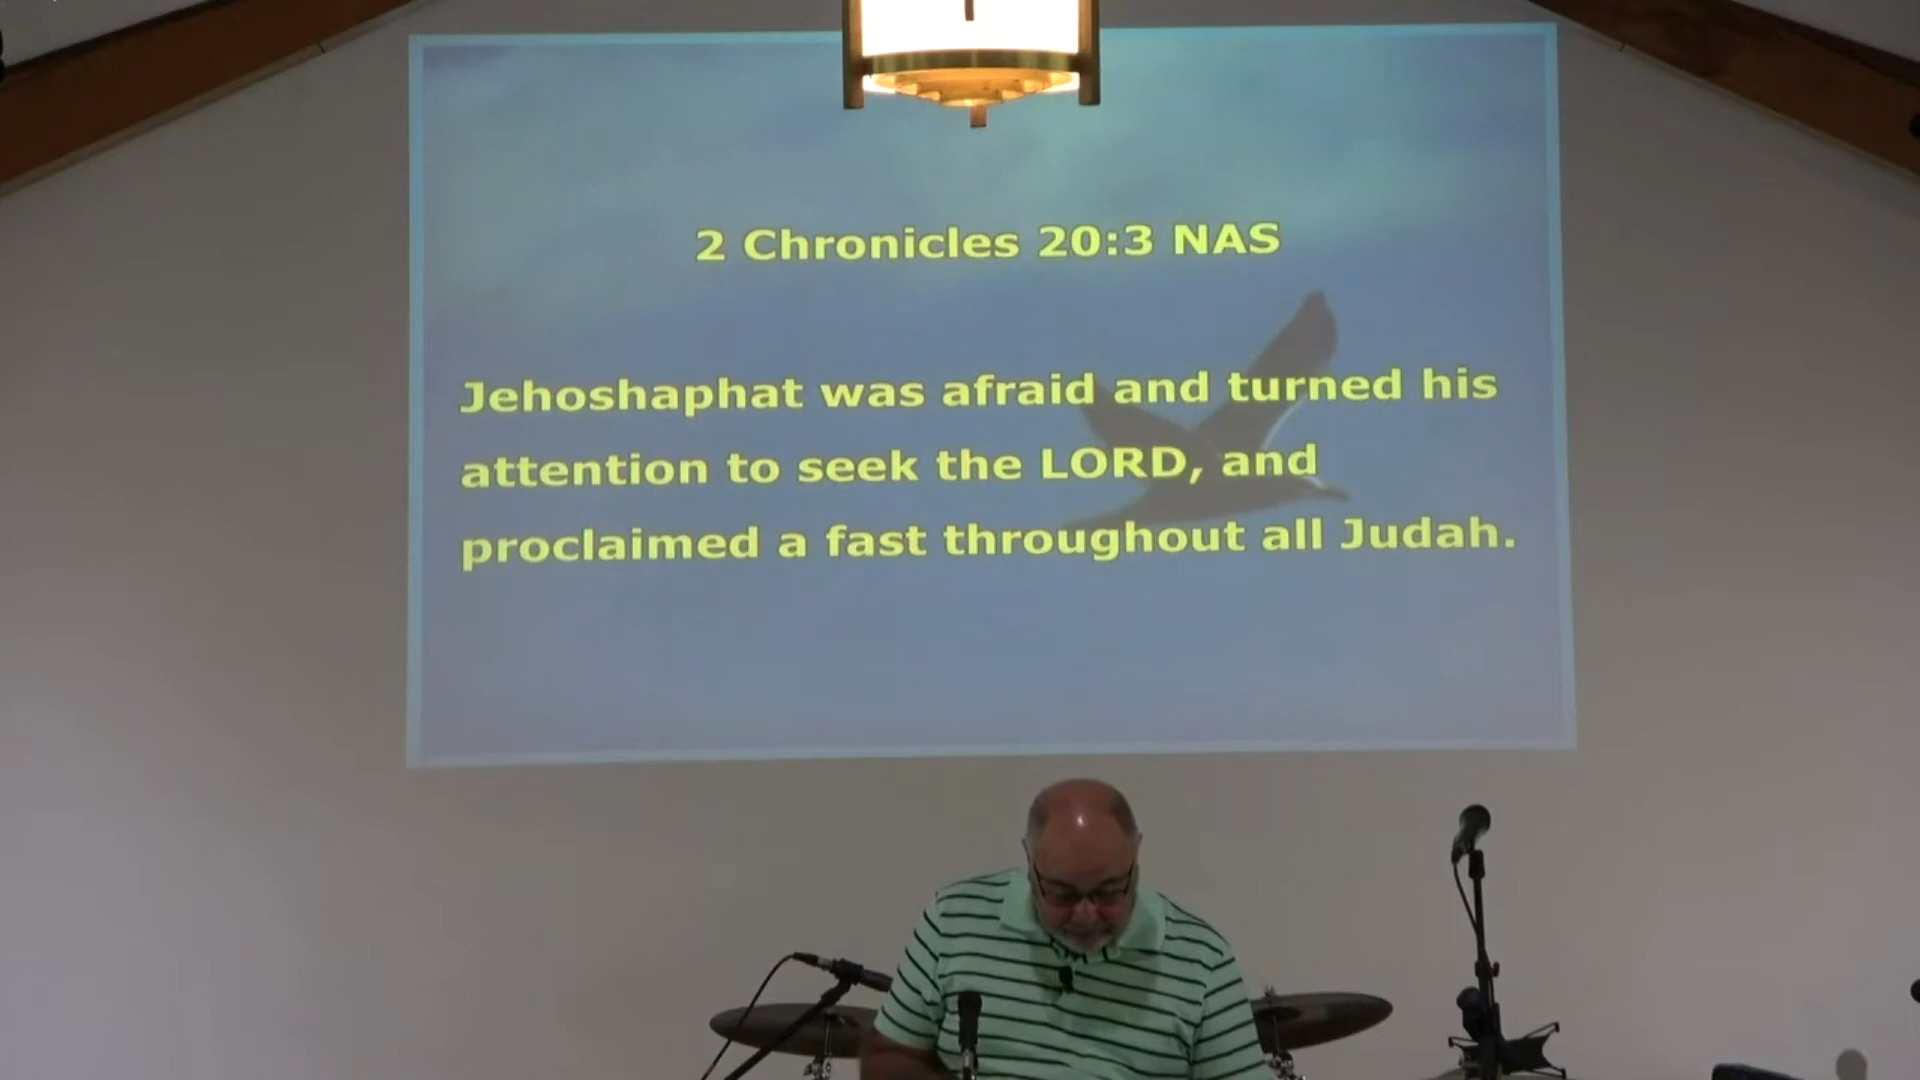 2 Chronicles 20:3 NAS
Jehoshaphat was afraid and turned his
attention to seek the LORD, and
proclaimed a fast throughout all Judah.